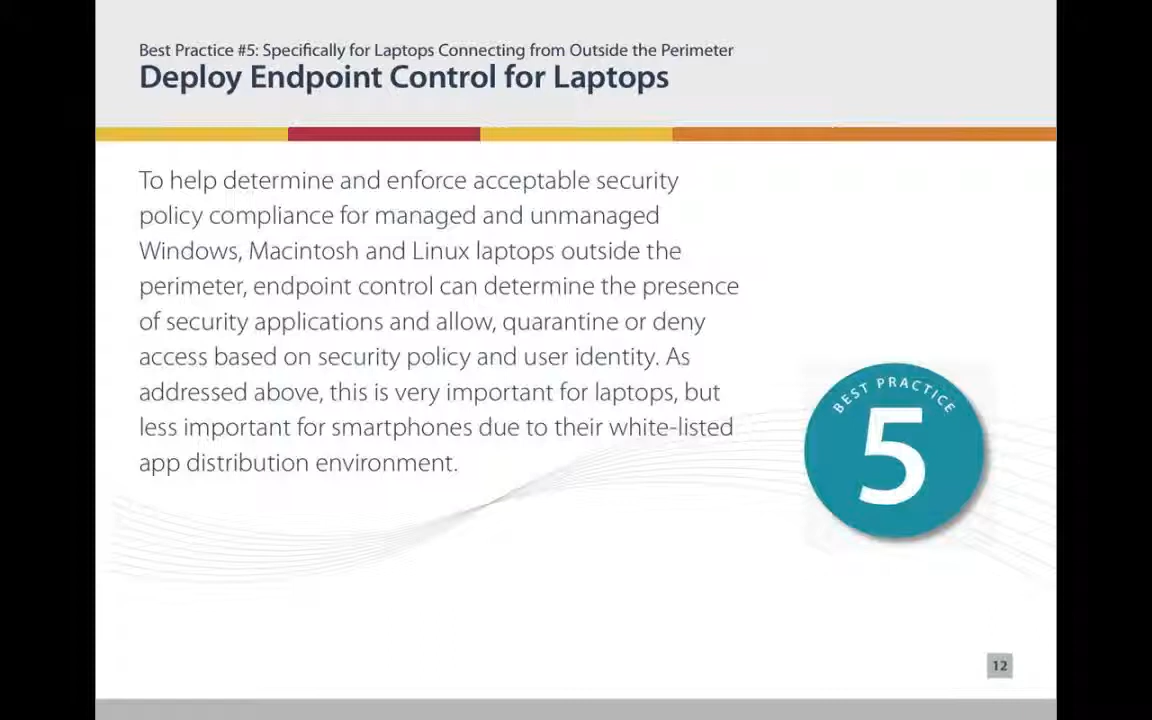 Best Practice #5: Specifically for Laptops Connecting from Outside the Perimeter
Deploy Endpoint Control for Laptops
To help determine and enforce acceptable security
policy compliance for managed and unmanaged
Windows, Macintosh and Linux laptops outside the
perimeter, endpoint control can determine the presence
of security applications and allow, quarantine or deny
access based on security policy and user identity. As
addressed above, this is very important for laptops, but
less important for smartphones due to their white-listed
app distribution environment.
BEST PRACTICE
5
12